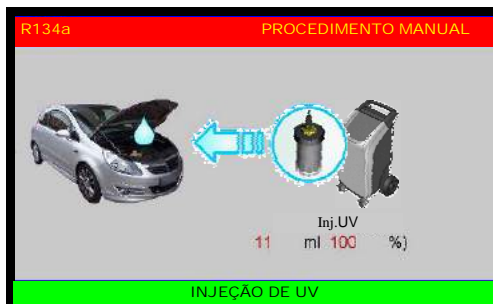 R134a PROCEDIMENTO MANUAL
Inj.UV
11 ml 100 %)
INJEÇÃO DE UV